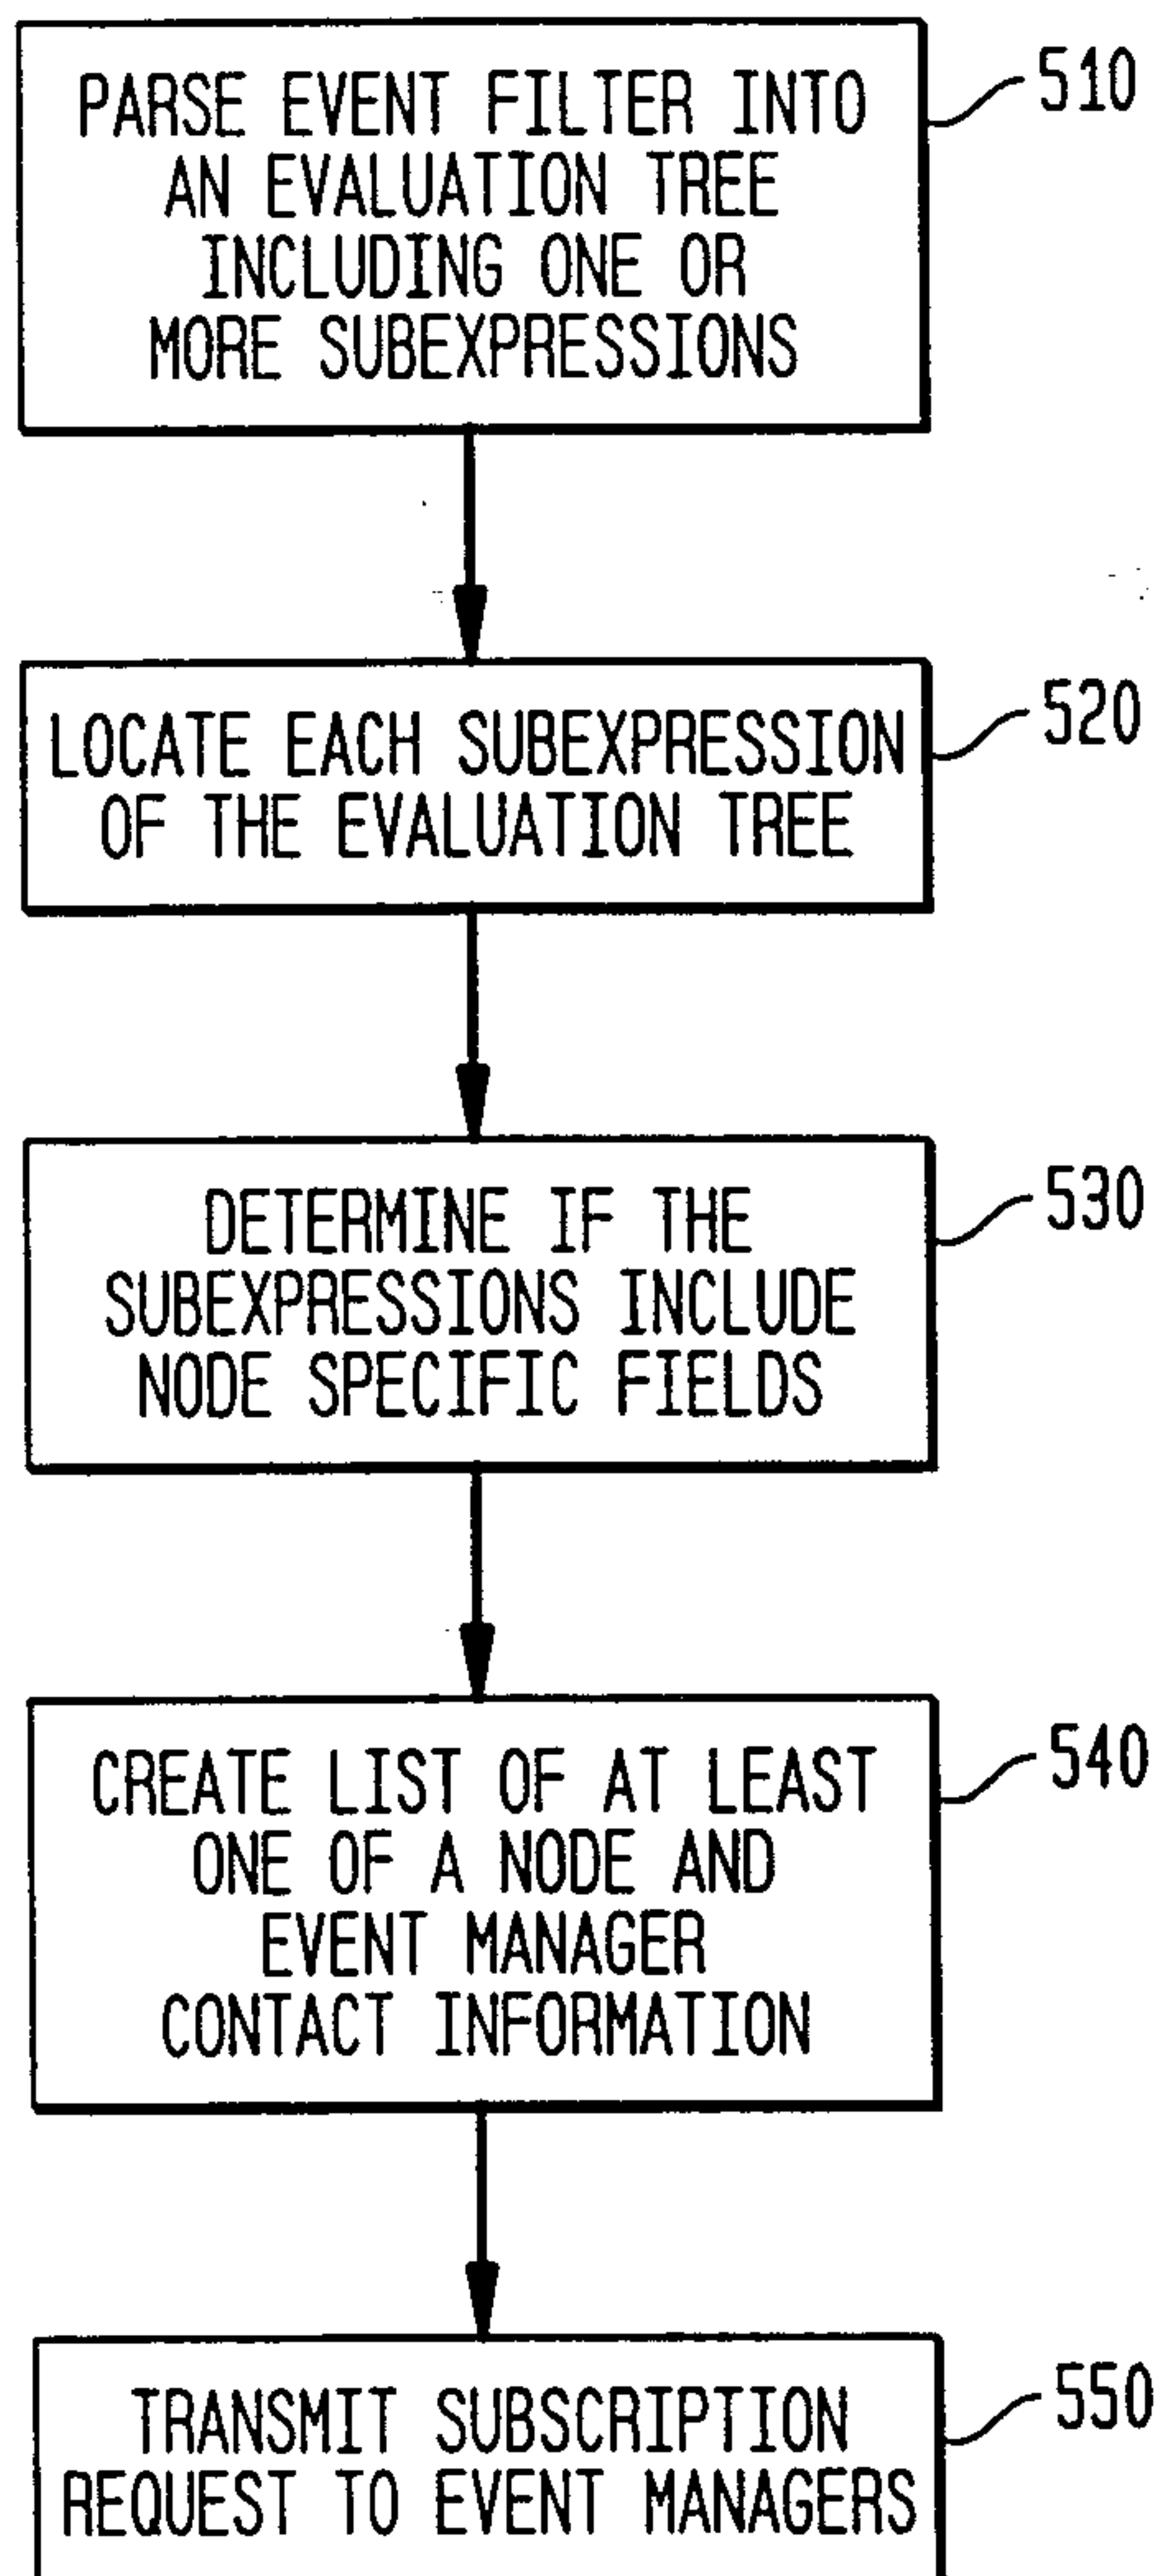 PARSE EVENT FILTER INTO
AN EVALUATION TREE
INCLUDING ONE OR
MORE SUBEXPRESSIONS
510
LOCATE EACH SUBEXPRESSION
OF THE EVALUATION TREE
520
DETERMINE IF THE
SUBEXPRESSIONS INCLUDE
NODE SPECIFIC FIELDS
530
CREATE LIST OF AT LEAST
ONE OF A NODE AND
EVENT MANAGER
CONTACT INFORMATION
540
TRANSMIT SUBSCRIPTION
REQUEST TO EVENT MANAGERS
550